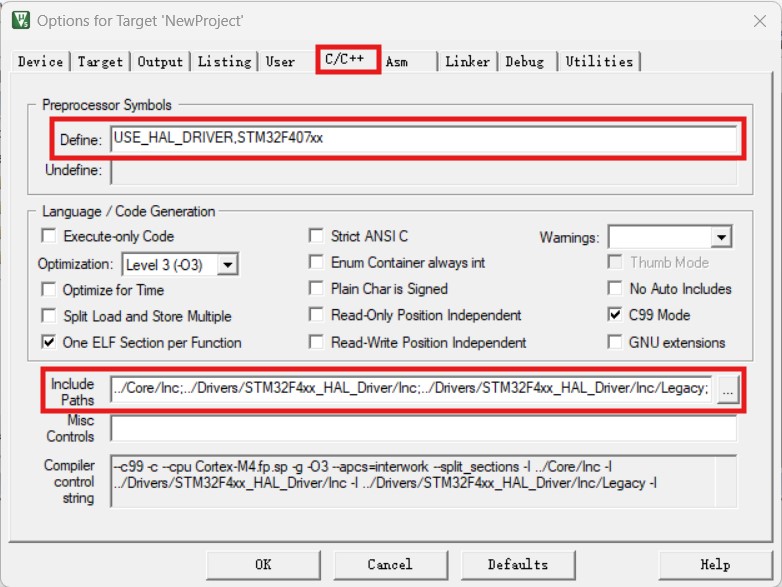 Options for Target 'NewProject'
Device Target Output Listing User C/C++ Asm Linker Debug Utilities
Preprocessor Symbols
Define: USE_HAL_DRIVER,STM32F407xx
Undefine:
Language / Code Generation
Execute-only Code Strict ANSI C Warnings:
Optimization: Level 3 (-O3) Enum Container always int Thumb Mode
Optimize for Time Plain Char is Signed No Auto Includes
Split Load and Store Multiple Read-Only Position Independent C99 Mode
One ELF Section per Function Read-Write Position Independent GNU extensions
Include
Paths ../Core/Inc;../Drivers/STM32F4xx_HAL_Driver/Inc;../Drivers/STM32F4xx_HAL_Driver/Inc/Legacy; ...
Misc
Controls
Compiler
control
string
--c99 -c --cpu Cortex-M4.fp.sp -g -O3 --apcs=interwork --split_sections -I ../Core/Inc -I
../Drivers/STM32F4xx_HAL_Driver/Inc -I ../Drivers/STM32F4xx_HAL_Driver/Inc/Legacy -I
OK Cancel Defaults Help